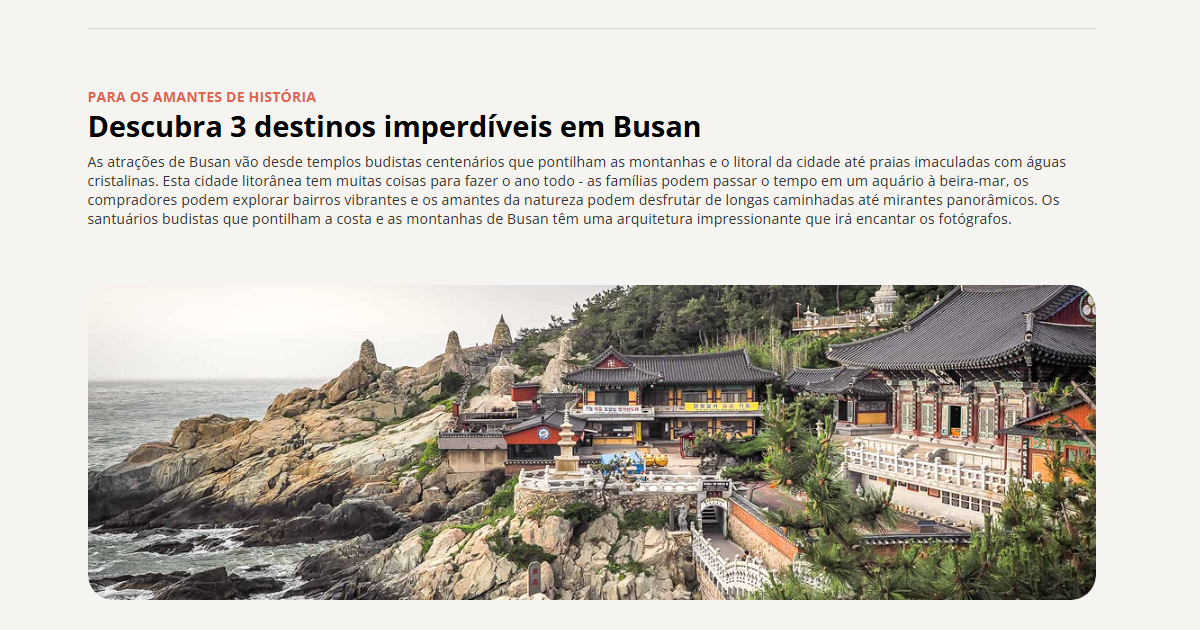 PARA OS AMANTES DE HISTÓRIA
Descubra 3 destinos imperdíveis em Busan
As atrações de Busan vão desde templos budistas centenários que pontilham as montanhas e o litoral da cidade até praias imaculadas com águas
cristalinas. Esta cidade litorânea tem muitas coisas para fazer o ano todo - as famílias podem passar o tempo em um aquário à beira-mar, os
compradores podem explorar bairros vibrantes e os amantes da natureza podem desfrutar de longas caminhadas até mirantes panorâmicos. Os
santuários budistas que pontilham a costa e as montanhas de Busan têm uma arquitetura impressionante que irá encantar os fotógrafos.